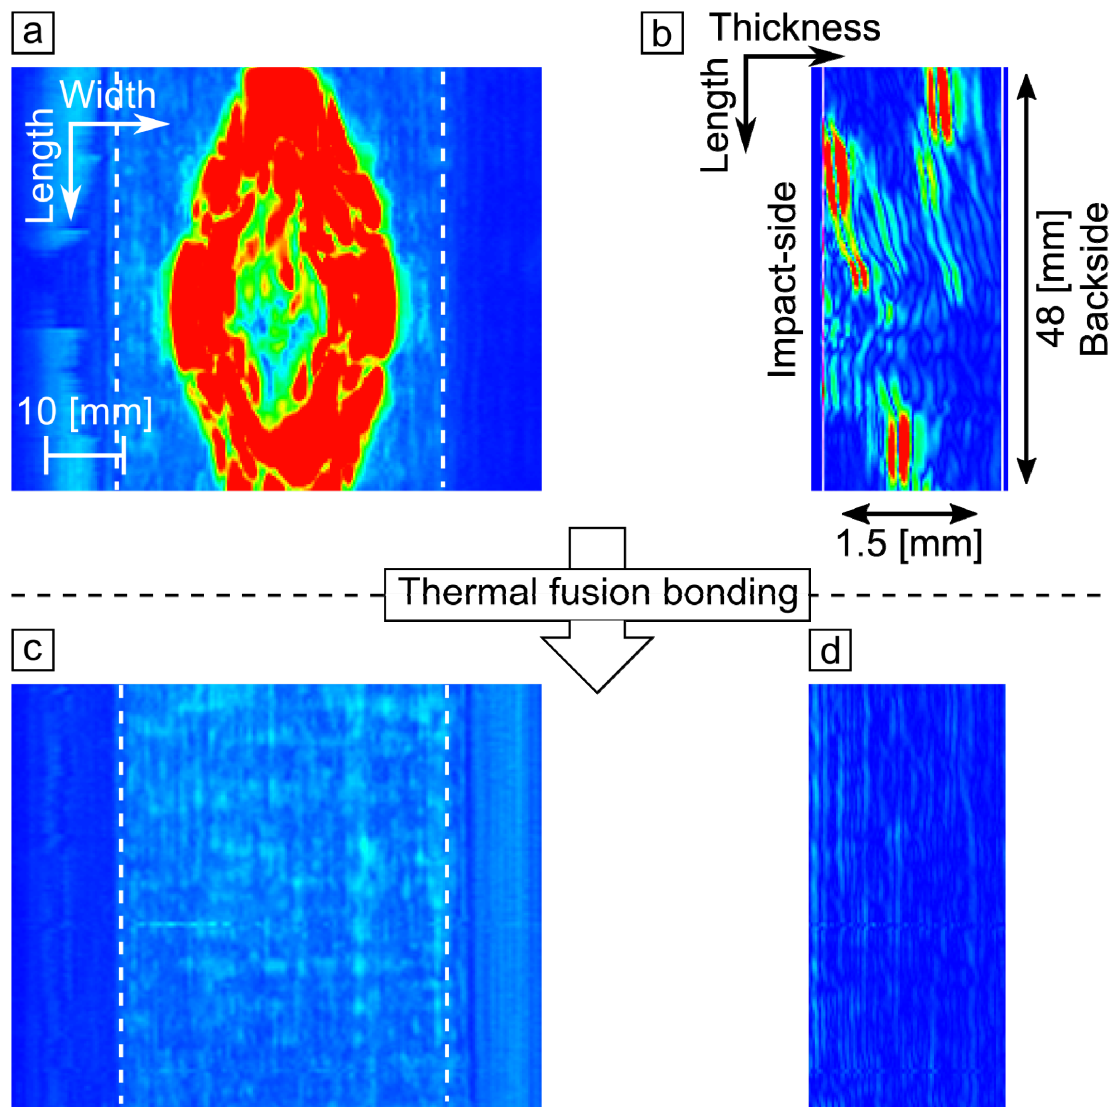 a
Width
Length
10 [mm]
b
Thickness
Length
Impact-side
48 [mm]
Backside
1.5 [mm]
Thermal fusion bonding
c
d